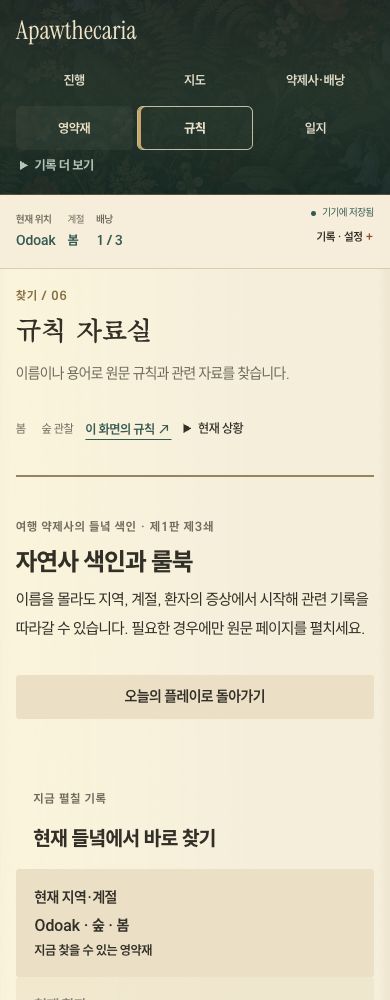 Apawthecaria
진행 지도 약제사·배낭
영약재 규칙 일지
▶ 기록 더 보기
현재 위치 계절 배낭
Odoak 봄 1 / 3
● 기기에 저장됨
기록 · 설정 +
찾기 / 06
규칙 자료실
이름이나 용어로 원문 규칙과 관련 자료를 찾습니다.
봄 숲 관찰 이 화면의 규칙 ↗ ▶ 현재 상황
여행 약제사의 들녘 색인 · 제1판 제3쇄
자연사 색인과 룰북
이름을 몰라도 지역, 계절, 환자의 증상에서 시작해 관련 기록을
따라갈 수 있습니다. 필요한 경우에만 원문 페이지를 펼치세요.
오늘의 플레이로 돌아가기
지금 펼칠 기록
현재 들녘에서 바로 찾기
현재 지역·계절
Odoak · 숲 · 봄
지금 찾을 수 있는 영약재